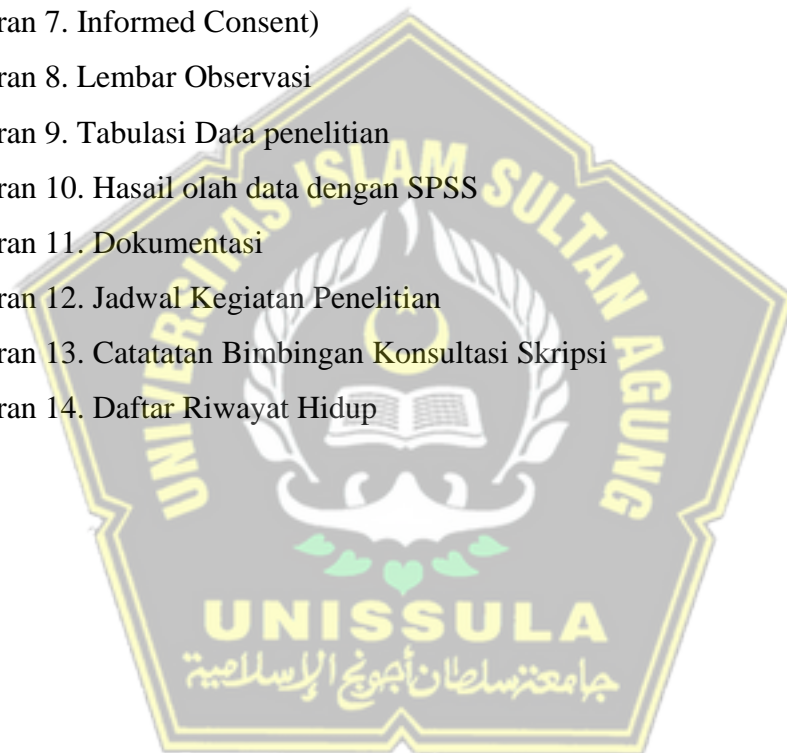 ran 7. Informed Consent)
ran 8. Lembar Observasi
ran 9. Tabulasi Data penelitian
ran 10. Hasail olah data dengan SPSS
ran 11. Dokumentasi
ran 12. Jadwal Kegiatan Penelitian
ran 13. Catatatan Bimbingan Konsultasi Skripsi
ran 14. Daftar Riwayat Hidup
UNIVERSITAS ISLAM SULTAN AGUNG
UNISSULA
جامعنسلطان أجونج الإسلامية